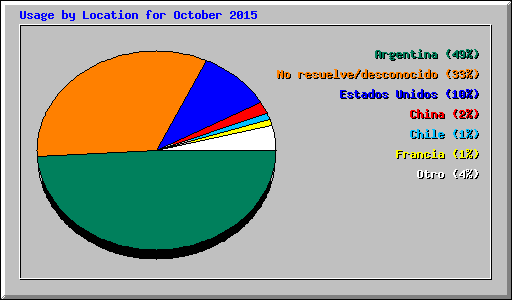 Usage by Location for October 2015
Argentina (49%)
No resuelve/desconocido (33%)
Estados Unidos (10%)
China (2%)
Chile (1%)
Francia (1%)
Otro (4%)